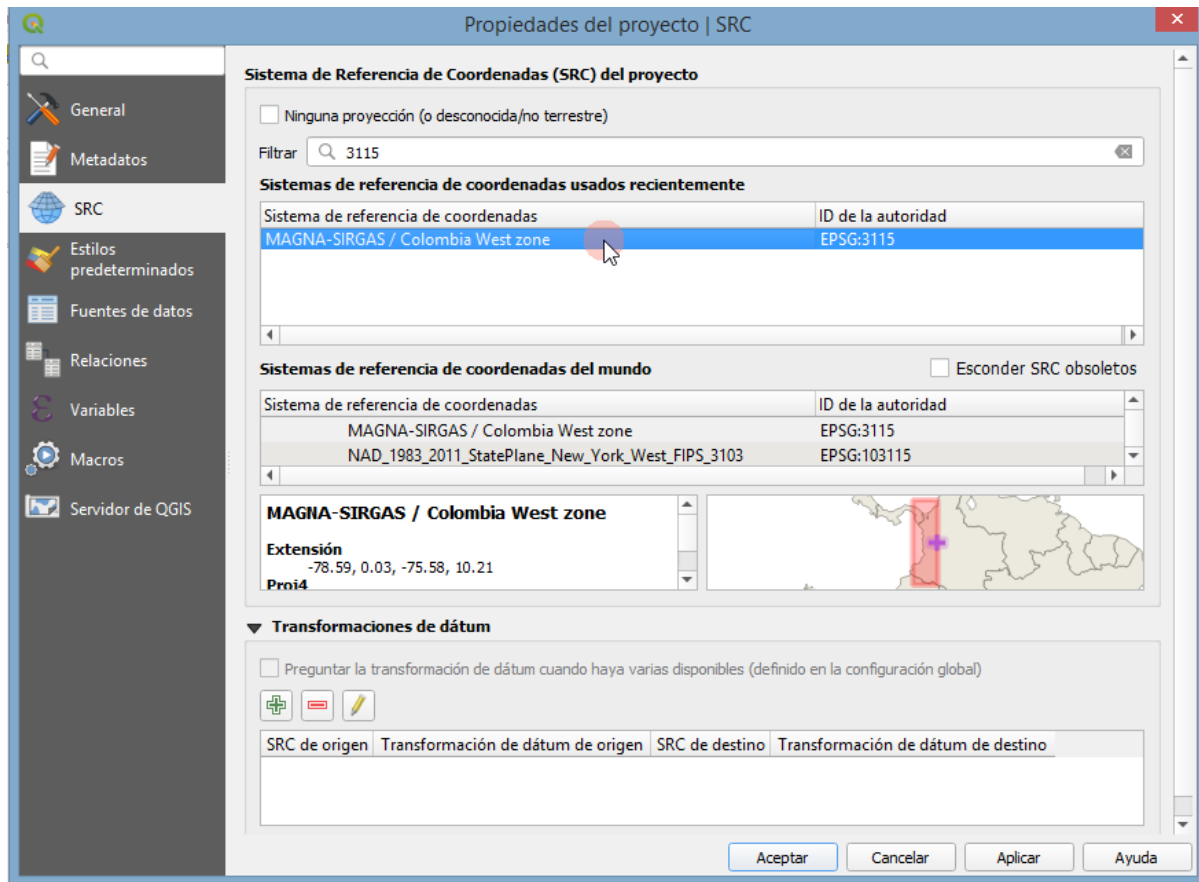 Propiedades del proyecto | SRC
General
Metadatos
SRC
Estilos
predeterminados
Fuentes de datos
Relaciones
Variables
Macros
Servidor de QGIS
Sistema de Referencia de Coordenadas (SRC) del proyecto
Ninguna proyección (o desconocida/no terrestre)
Filtrar 3115
Sistemas de referencia de coordenadas usados recientemente
Sistema de referencia de coordenadas ID de la autoridad
MAGNA-SIRGAS / Colombia West zone EPSG:3115
Sistemas de referencia de coordenadas del mundo Esconder SRC obsoletos
Sistema de referencia de coordenadas ID de la autoridad
MAGNA-SIRGAS / Colombia West zone EPSG:3115
NAD_1983_2011_StatePlane_New_York_West_FIPS_3103 EPSG:103115
MAGNA-SIRGAS / Colombia West zone
Extensión
-78.59, 0.03, -75.58, 10.21
Proj4
Transformaciones de dátum
Preguntar la transformación de dátum cuando haya varias disponibles (definido en la configuración global)
SRC de origen Transformación de dátum de origen SRC de destino Transformación de dátum de destino
Aceptar Cancelar Aplicar Ayuda